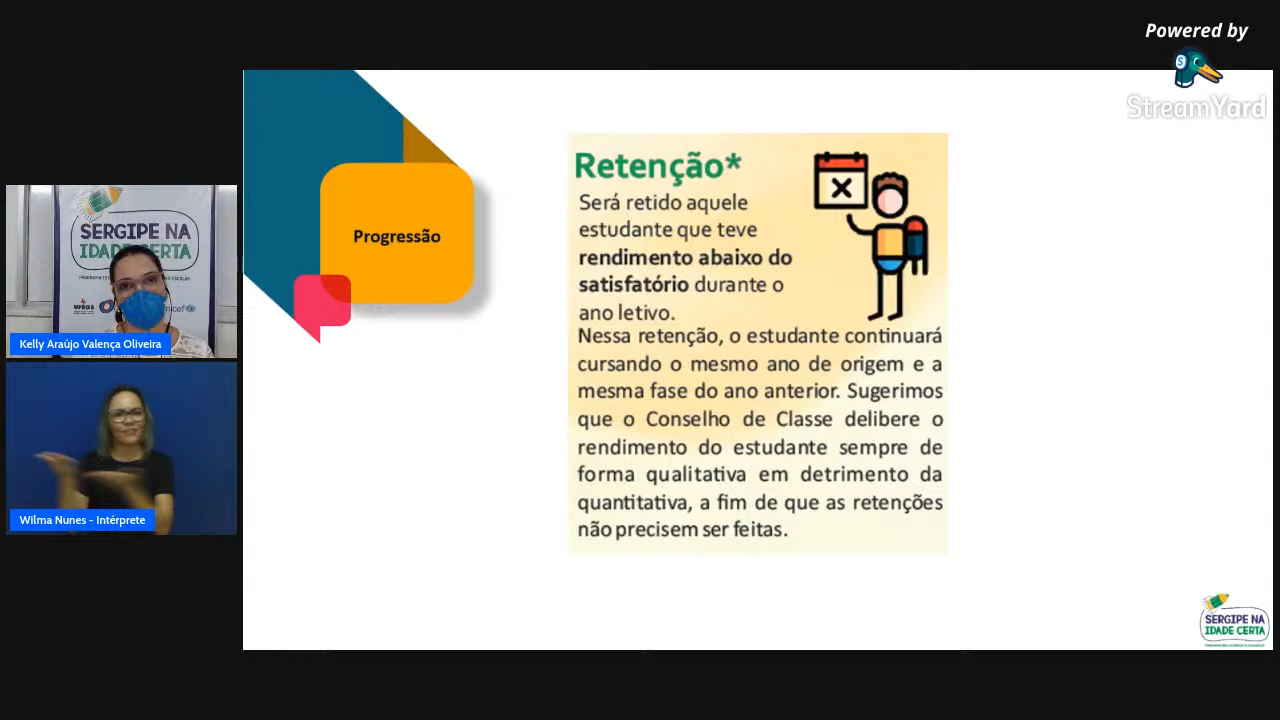 Powered by
StreamYard
SERGIPE NA
IDADE CERTA
UFRGS
Kelly Araújo Valença Oliveira
Wilma Nunes - Intérprete
Progressão
Retenção*
Será retido aquele
estudante que teve
rendimento abaixo do
satisfatório durante o
ano letivo.
Nessa retenção, o estudante continuará
cursando o mesmo ano de origem e a
mesma fase do ano anterior. Sugerimos
que o Conselho de Classe delibere o
rendimento do estudante sempre de
forma qualitativa em detrimento da
quantitativa, a fim de que as retenções
não precisem ser feitas.
SERGIPE NA
IDADE CERTA